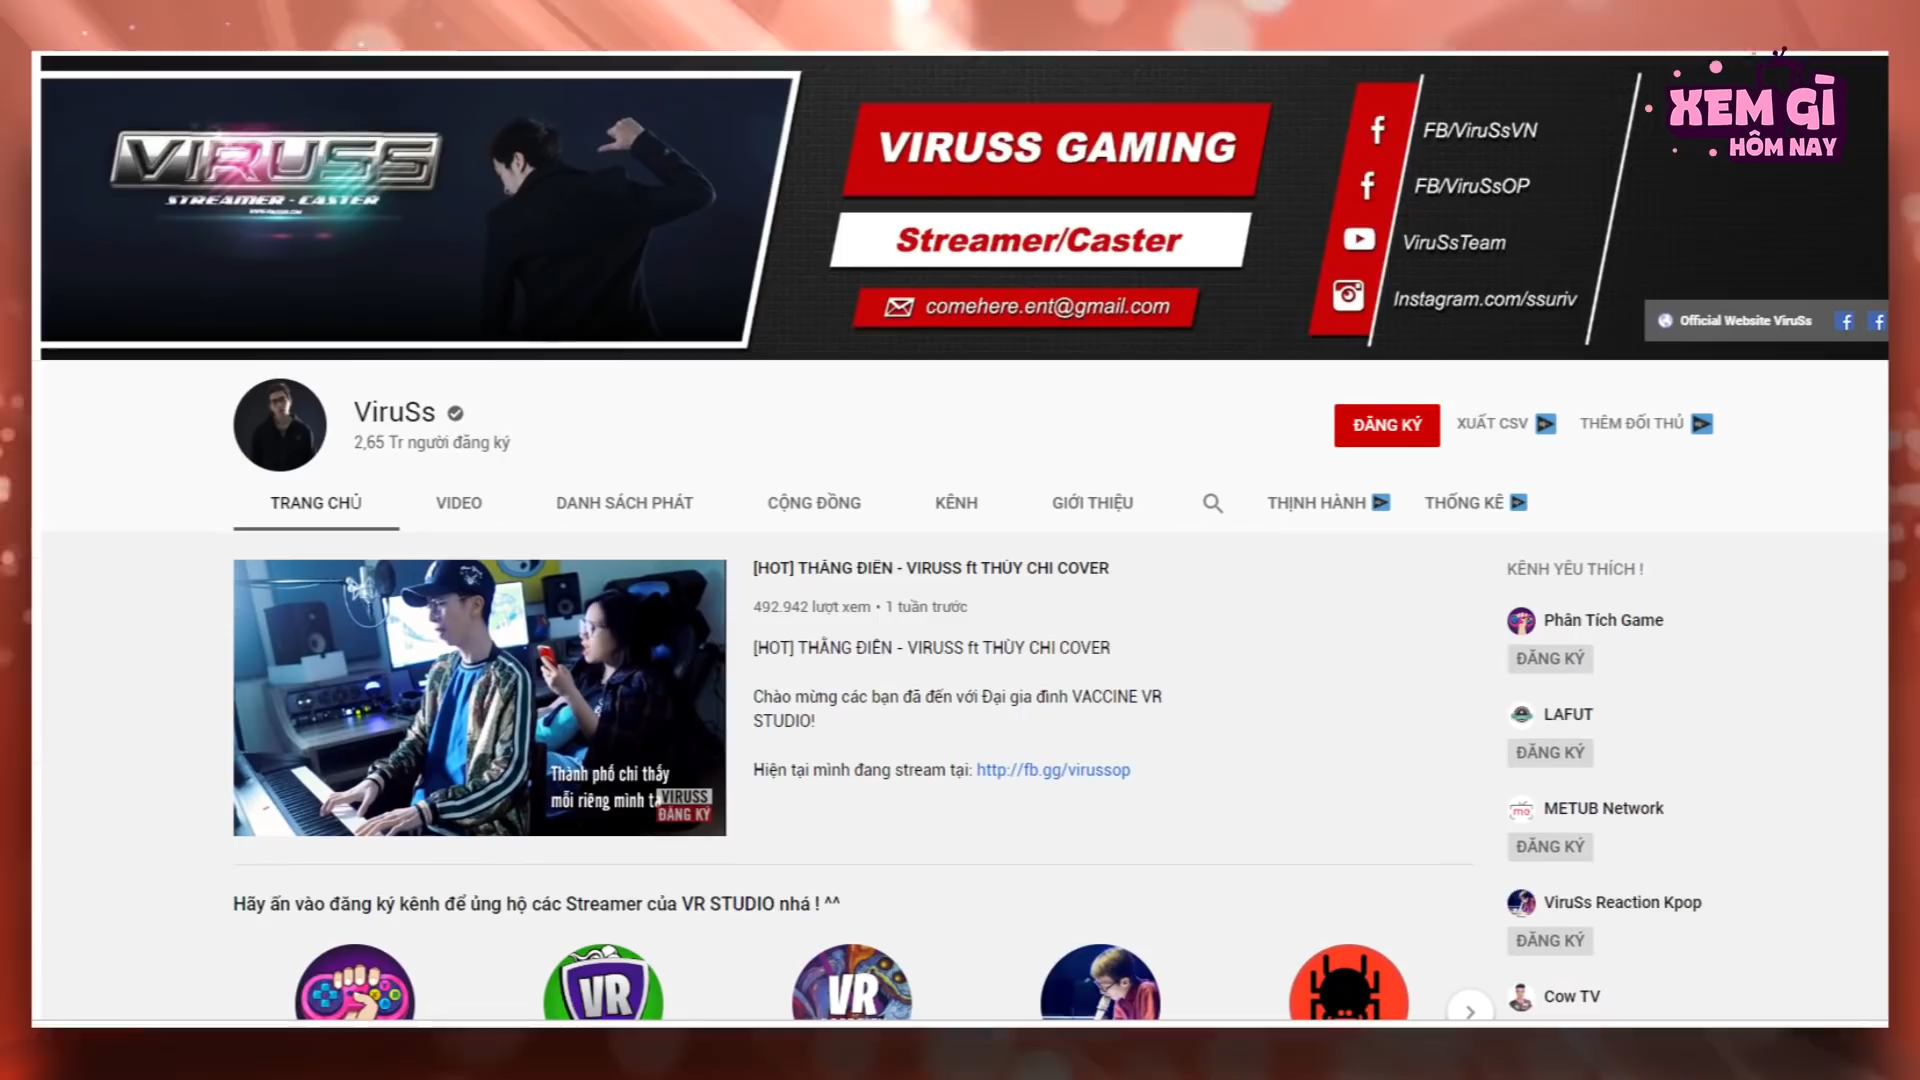 XEM GÌ
HÔM NAY
VIRUSS
STREAMER - CASTER
VIRUSS GAMING
Streamer/Caster
comehere.ent@gmail.com
FB/ViruSsVN
FB/ViruSsOP
ViruSsTeam
Instagram.com/ssuriv
Official Website ViruSs
ViruSs
2,65 Tr người đăng ký
ĐĂNG KÝ
XUẤT CSV
THÊM ĐỐI THỦ
TRANG CHỦ
VIDEO
DANH SÁCH PHÁT
CỘNG ĐỒNG
KÊNH
GIỚI THIỆU
THỊNH HÀNH
THỐNG KÊ
Thành phố chỉ thấy
mỗi riêng mình t
VIRUSS
ĐĂNG KÝ
[HOT] THẰNG ĐIÊN - VIRUSS ft THÙY CHI COVER
492.942 lượt xem • 1 tuần trước
[HOT] THẰNG ĐIÊN - VIRUSS ft THÙY CHI COVER
Chào mừng các bạn đã đến với Đại gia đình VACCINE VR
STUDIO!
Hiện tại mình đang stream tại: http://fb.gg/virussop
KÊNH YÊU THÍCH !
Phân Tích Game
ĐĂNG KÝ
LAFUT
ĐĂNG KÝ
METUB Network
ĐĂNG KÝ
ViruSs Reaction Kpop
ĐĂNG KÝ
Cow TV
Hãy ấn vào đăng ký kênh để ủng hộ các Streamer của VR STUDIO nhá ! ^^
VR
VR